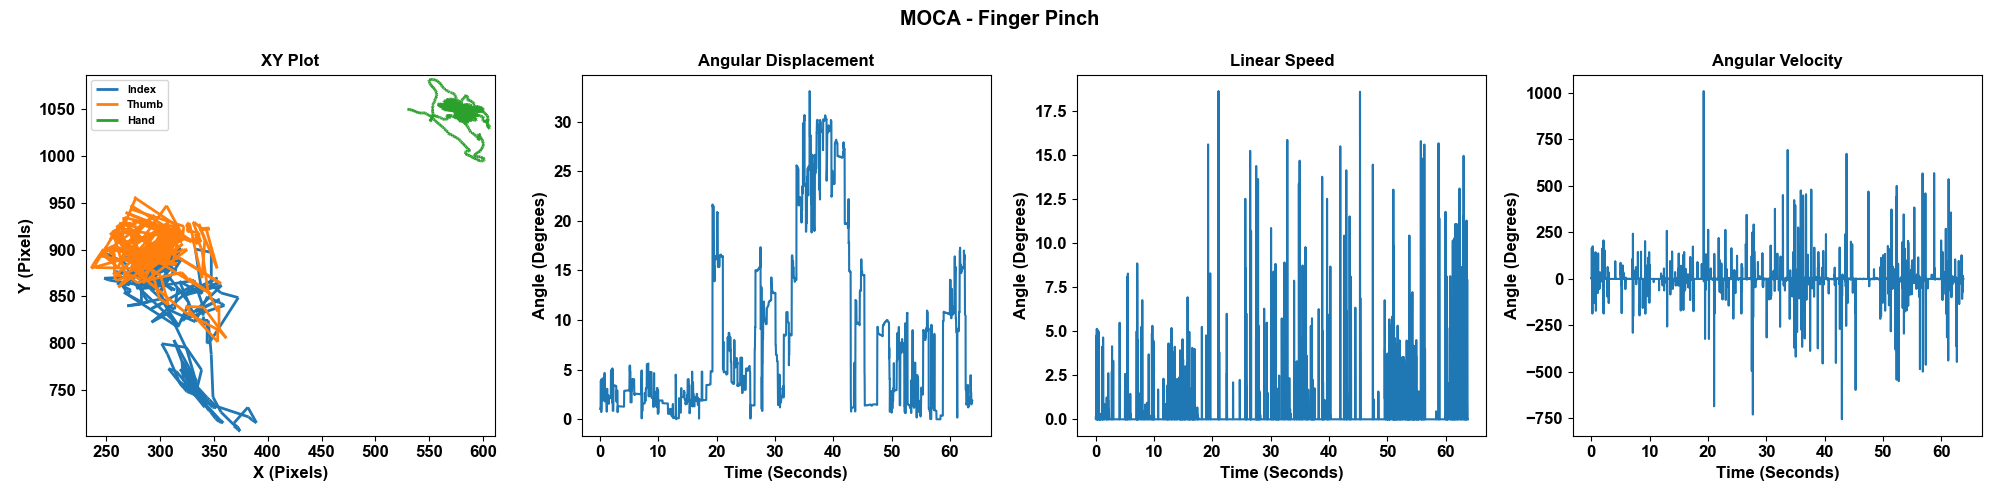 MOCA - Finger Pinch
XY Plot
Index
Thumb
Hand
1050
1000
950
900
850
800
750
Y (Pixels)
250 300 350 400 450 500 550 600
X (Pixels)
Angular Displacement
30
25
20
15
10
5
0
Angle (Degrees)
0 10 20 30 40 50 60
Time (Seconds)
Linear Speed
17.5
15.0
12.5
10.0
7.5
5.0
2.5
0.0
Angle (Degrees)
0 10 20 30 40 50 60
Time (Seconds)
Angular Velocity
1000
750
500
250
0
−250
−500
−750
Angle (Degrees)
0 10 20 30 40 50 60
Time (Seconds)